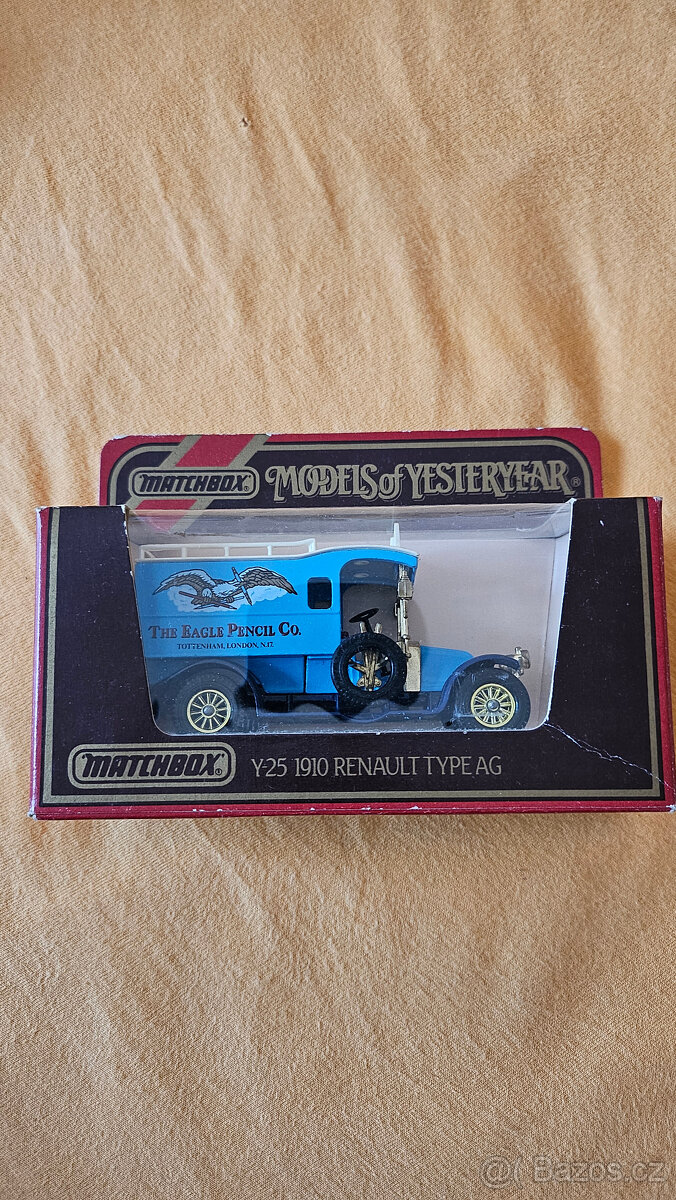 MATCHBOX® MODELS of YESTERYEAR®
THE EAGLE PENCIL CO.
TOTTENHAM, LONDON, N.17.
MATCHBOX® Y-25 1910 RENAULT TYPE AG
@ Bazos.cz